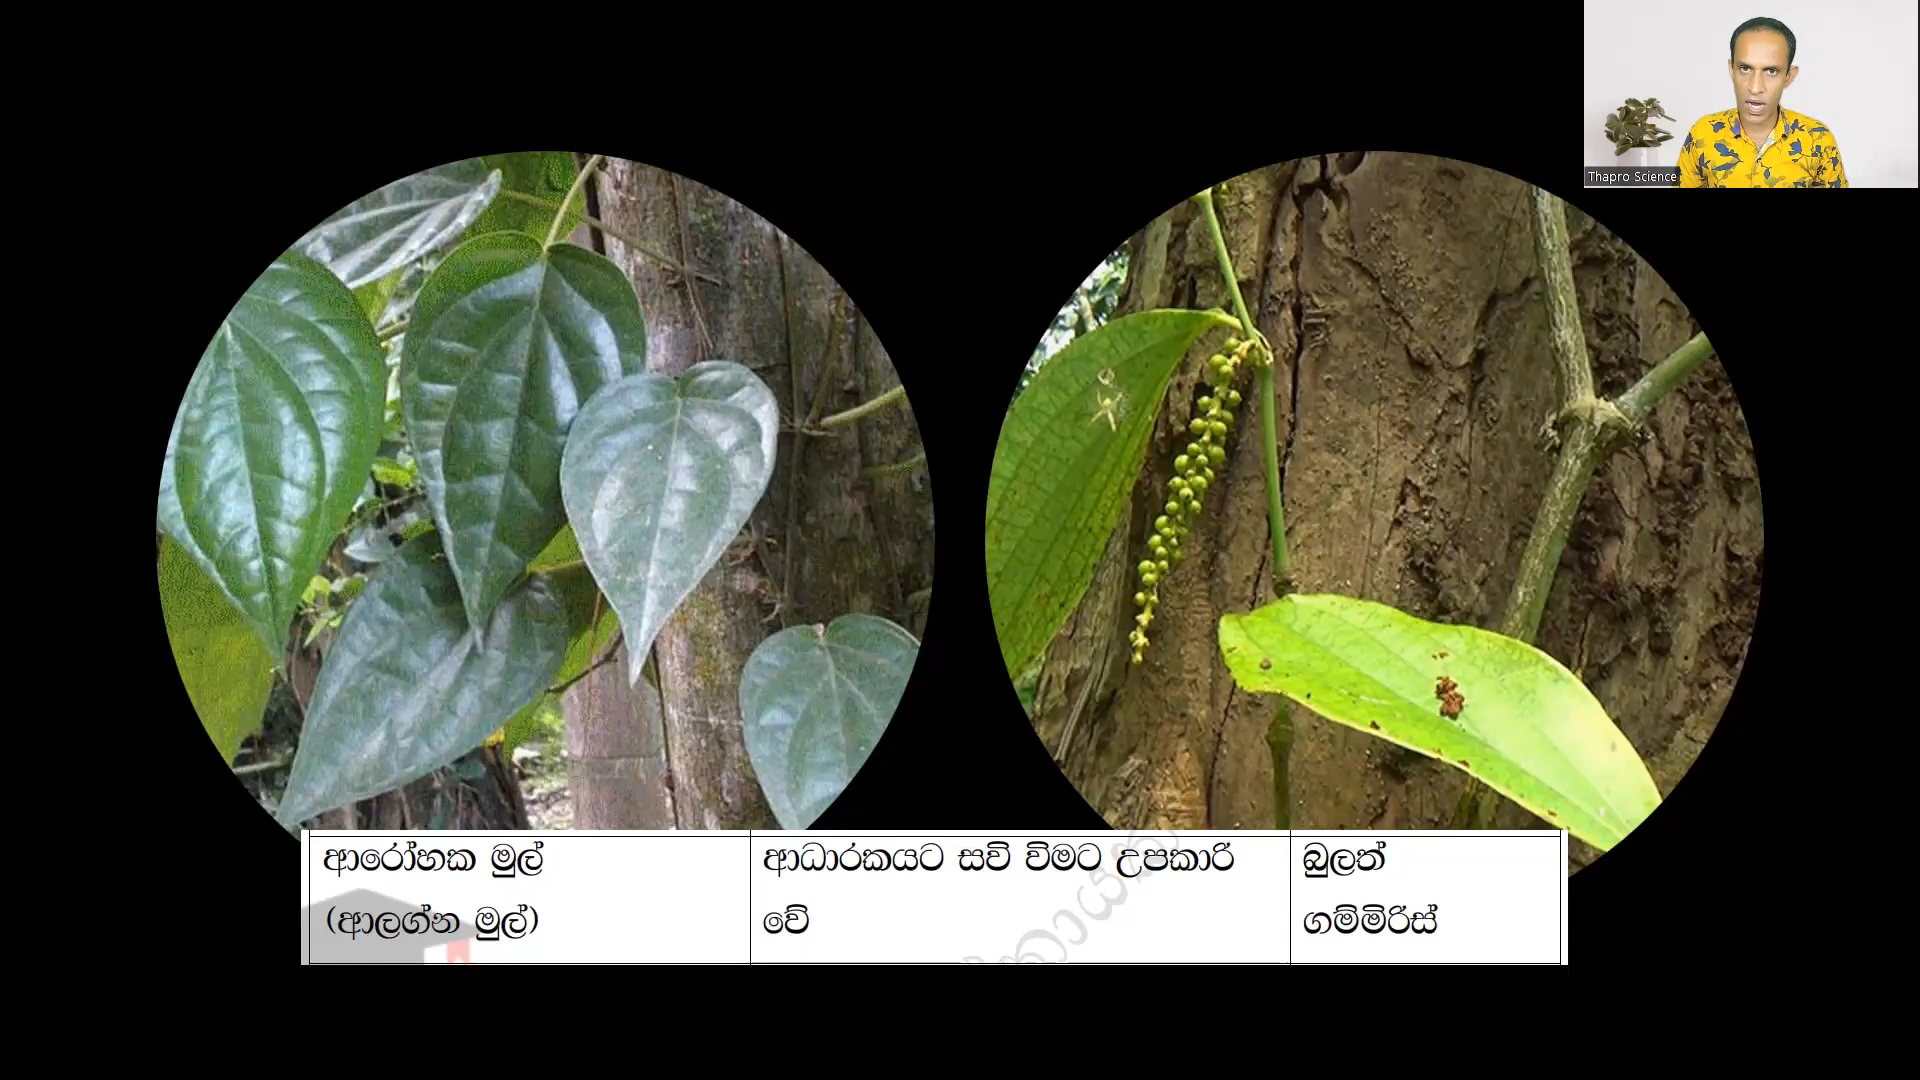 Thapro Science
ආරෝහක මුල්
(ආලග්න මුල්)
ආධාරකයට සවි වීමට උපකාරි
වේ
බුලත්
ගම්මිරිස්